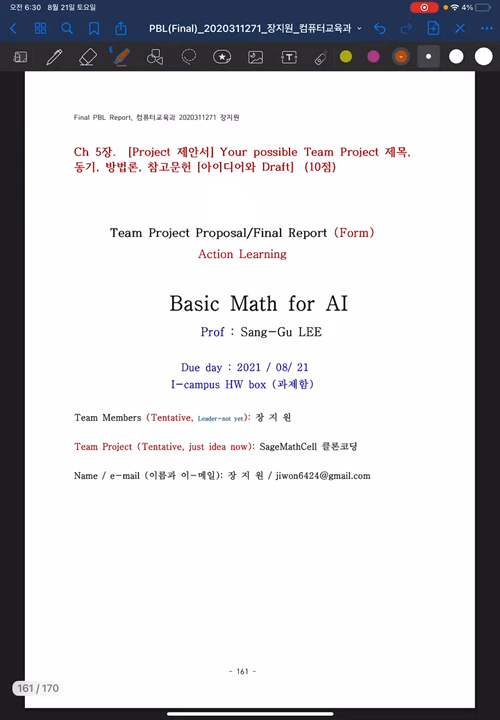 오전 6:30 8월 21일 토요일
4%
PBL(Final)_2020311271_장지원_컴퓨터교육과
Final PBL Report, 컴퓨터교육과 2020311271 장지원
Ch 5장. [Project 제안서] Your possible Team Project 제목,
동기, 방법론, 참고문헌 [아이디어와 Draft] (10점)
Team Project Proposal/Final Report (Form)
Action Learning
Basic Math for AI
Prof : Sang-Gu LEE
Due day : 2021 / 08/ 21
I-campus HW box (과제함)
Team Members (Tentative, Leader-not yet): 장 지 원
Team Project (Tentative, just idea now): SageMathCell 클론코딩
Name / e-mail (이름과 이-메일): 장 지 원 / jiwon6424@gmail.com
- 161 -
161 / 170